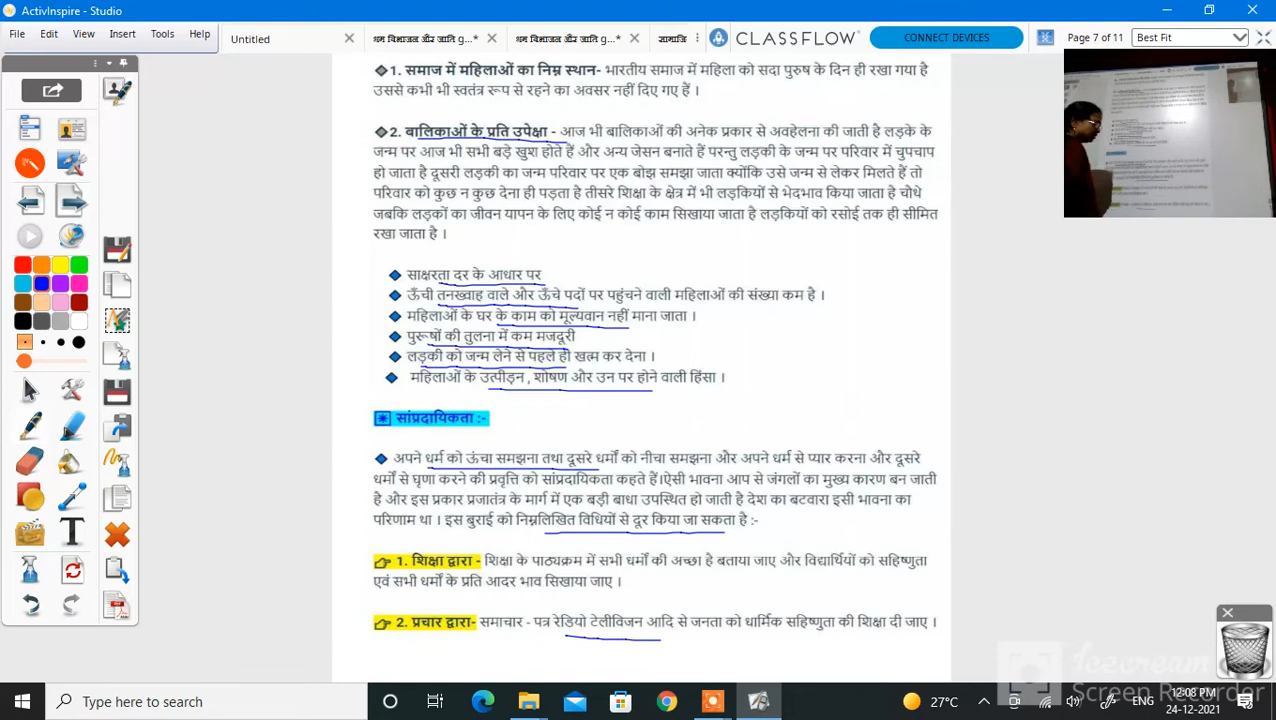 ActivInspire - Studio
File Edit View Insert Tools Help
Untitled
श्रम विभाजन और जाति g...*
श्रम विभाजन और जाति g...*
सामाजि
CLASSFLOW
CONNECT DEVICES
Page 7 of 11
Best Fit
1. समाज में महिलाओं का निम्न स्थान- भारतीय समाज में महिला को सदा पुरुष के दिन ही रखा गया है
उससे कभी भी स्वतंत्र रूप से रहने का अवसर नहीं दिए गए हैं ।
2. बालिकाओं के प्रति उपेक्षा - आज भी बालिकाओं की अनेक प्रकार से अवहेलना की जाती है लड़के के
जन्म पर आज भी सभी बड़े खुश होते हैं और अन्य जेसन बनाते हैं परन्तु लड़की के जन्म पर परिवार में चुपचाप
हो जाता है दूसरी लड़की का जन्म परिवार पर एक बोझ समझा जाता क्योंकि उसे जन्म से लेकर मिलते हैं तो
परिवार को कुछ न कुछ देना ही पड़ता है तीसरे शिक्षा के क्षेत्र में भी लड़कियों से भेदभाव किया जाता है चोथे
जबकि लड़कों का जीवन यापन के लिए कोई न कोई काम सिखाया जाता है लड़कियों को रसोई तक ही सीमित
रखा जाता है ।
साक्षरता दर के आधार पर
ऊँची तनख्वाह वाले और ऊँचे पदों पर पहुंचने वाली महिलाओं की संख्या कम है ।
महिलाओं के घर के काम को मूल्यवान नहीं माना जाता ।
पुरूषों की तुलना में कम मजदूरी
लड़की को जन्म लेने से पहले ही खत्म कर देना ।
महिलाओं के उत्पीड़न , शोषण और उन पर होने वाली हिंसा ।
सांप्रदायिकता :-
अपने धर्म को ऊंचा समझना तथा दूसरे धर्मों को नीचा समझना और अपने धर्म से प्यार करना और दूसरे
धर्मों से घृणा करने की प्रवृत्ति को सांप्रदायिकता कहते हैं।ऐसी भावना आप से जंगलों का मुख्य कारण बन जाती
है और इस प्रकार प्रजातंत्र के मार्ग में एक बड़ी बाधा उपस्थित हो जाती है देश का बटवारा इसी भावना का
परिणाम था । इस बुराई को निम्नलिखित विधियों से दूर किया जा सकता है :-
1. शिक्षा द्वारा - शिक्षा के पाठ्यक्रम में सभी धर्मों की अच्छा है बताया जाए और विद्यार्थियों को सहिष्णुता
एवं सभी धर्मों के प्रति आदर भाव सिखाया जाए ।
2. प्रचार द्वारा- समाचार - पत्र रेडियो टेलीविजन आदि से जनता को धार्मिक सहिष्णुता की शिक्षा दी जाए ।
Icecream
Screen Recorder
Type here to search
27°C
ENG
12:08 PM
24-12-2021